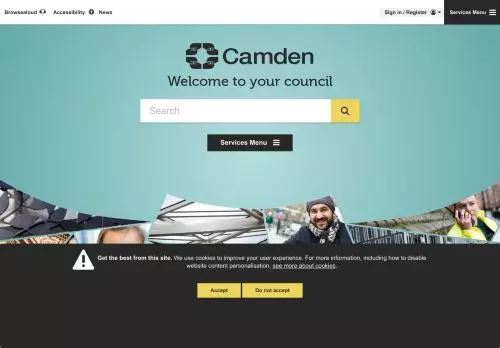 Browsealoud Accessibility News
Sign in / Register
Services Menu
Camden
Welcome to your council
Search
Services Menu
Get the best from this site. We use cookies to improve your user experience. For more information, including how to disable
website content personalisation, see more about cookies.
Accept
Do not accept